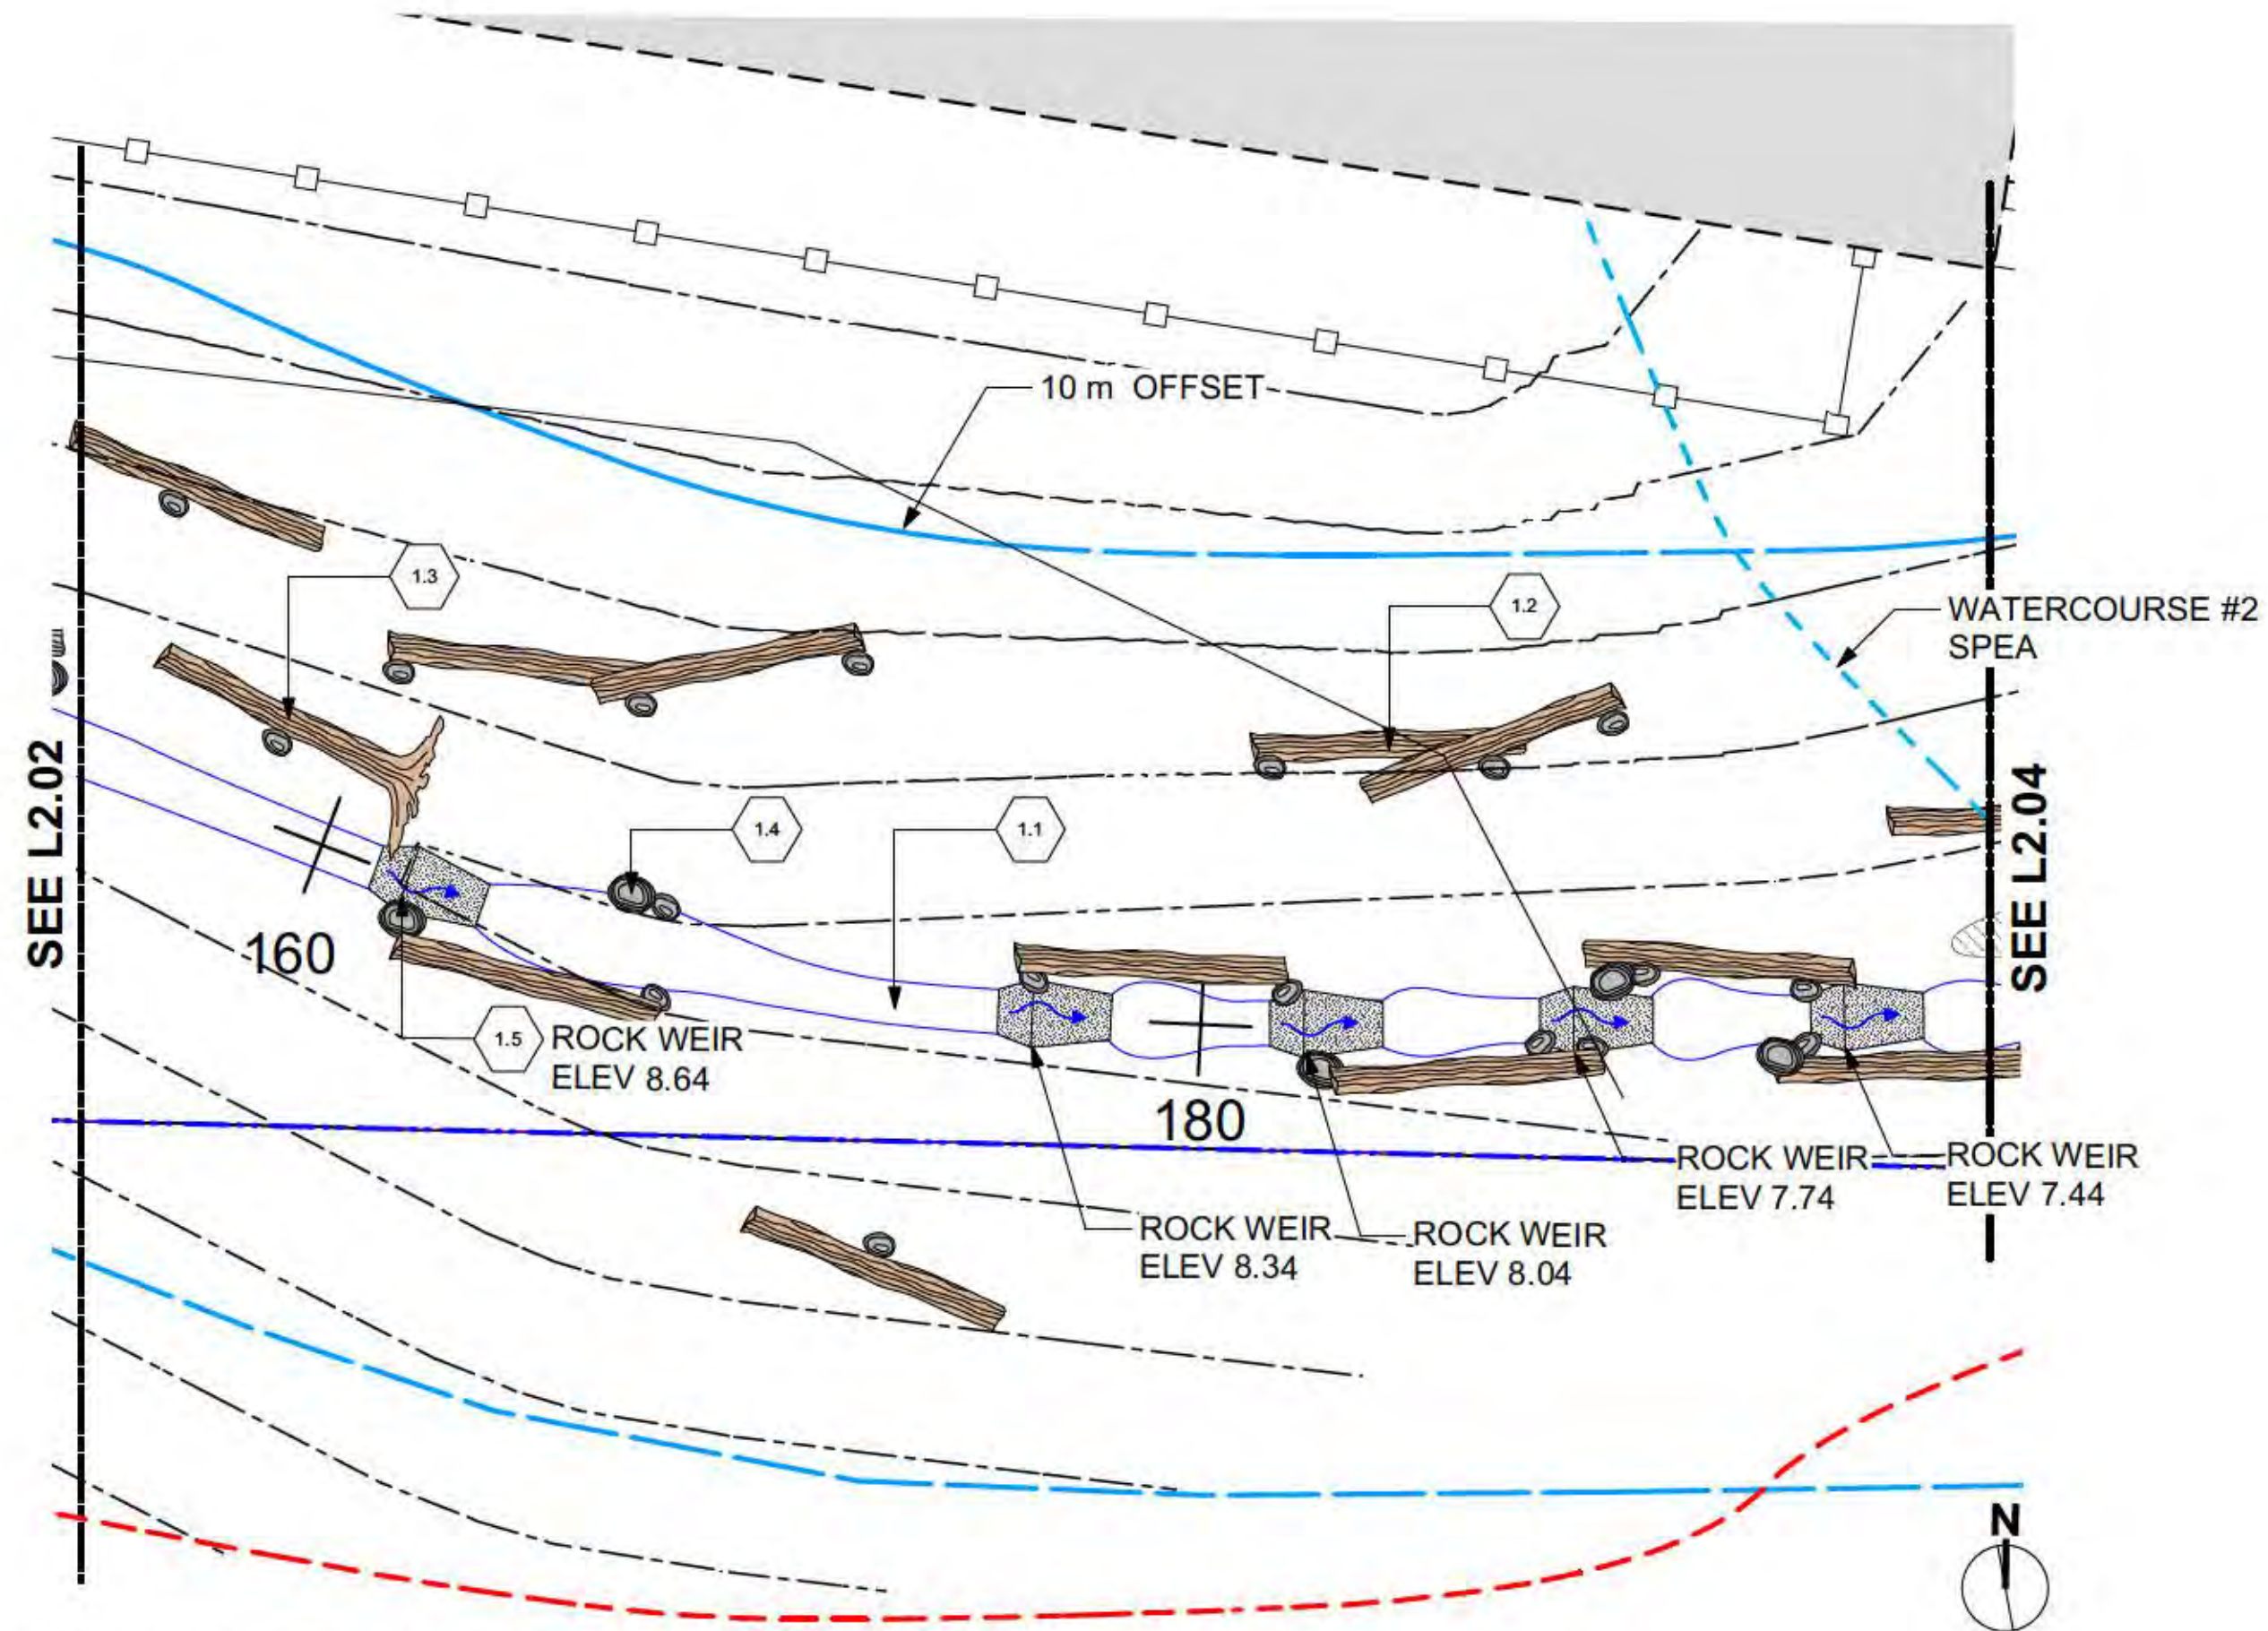 10 m OFFSET
1.3
1.2
WATERCOURSE #2
SPEA
SEE L2.02
SEE L2.04
1.4
1.1
160
1.5
ROCK WEIR
ELEV 8.64
180
ROCK WEIR
ELEV 8.34
ROCK WEIR
ELEV 8.04
ROCK WEIR
ELEV 7.74
ROCK WEIR
ELEV 7.44
N